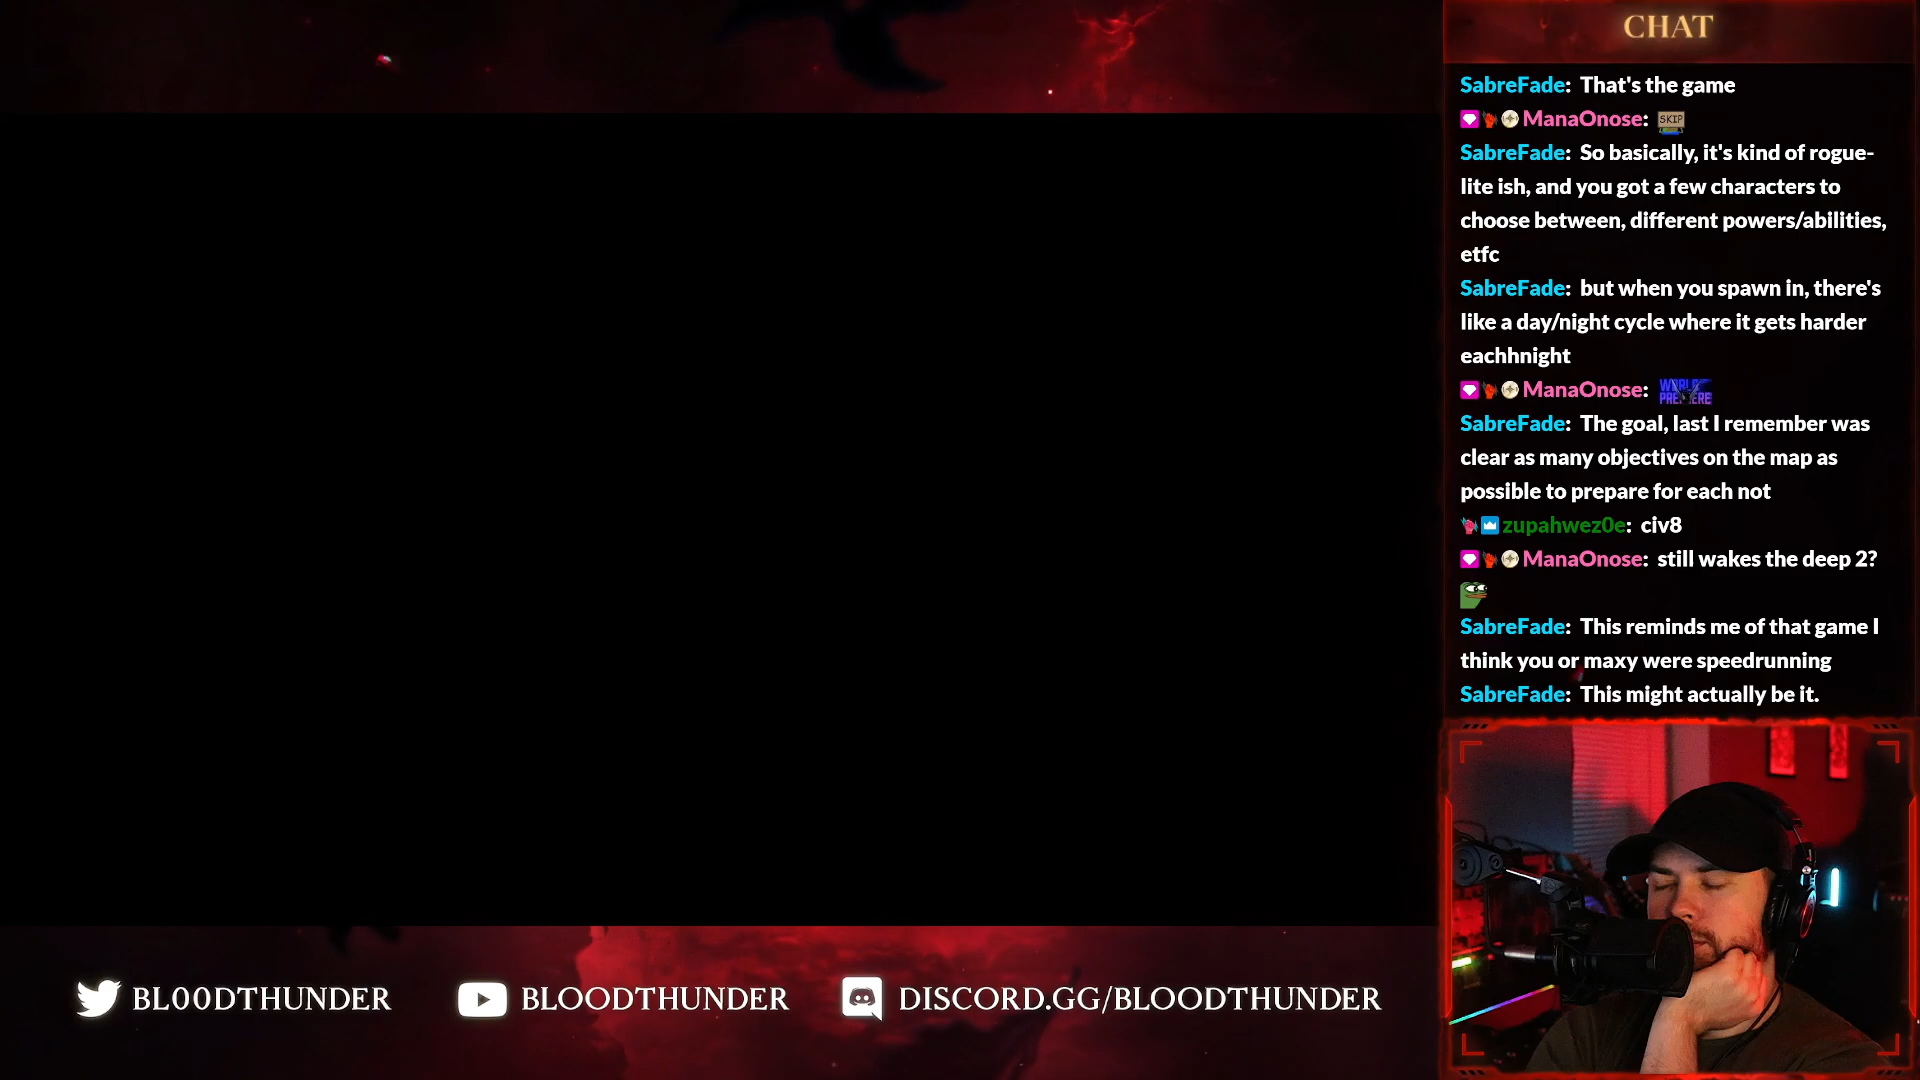 CHAT
SabreFade: That's the game
ManaOnose: SKIP
SabreFade: So basically, it's kind of rogue-
lite ish, and you got a few characters to
choose between, different powers/abilities,
etfc
SabreFade: but when you spawn in, there's
like a day/night cycle where it gets harder
eachhnight
ManaOnose: WORLD PREMIERE
SabreFade: The goal, last I remember was
clear as many objectives on the map as
possible to prepare for each not
zupahwez0e: civ8
ManaOnose: still wakes the deep 2?
SabreFade: This reminds me of that game I
think you or maxy were speedrunning
SabreFade: This might actually be it.
BL00DTHUNDER
BLOODTHUNDER
DISCORD.GG/BLOODTHUNDER